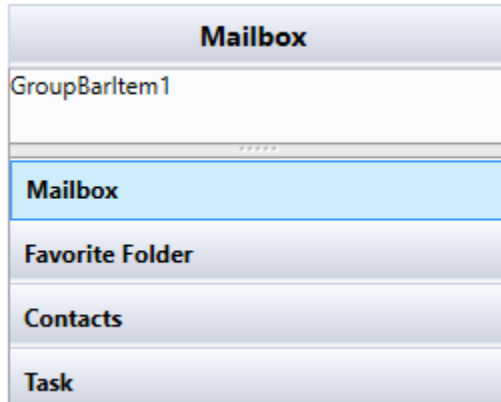 Mailbox
GroupBarItem1
Mailbox
Favorite Folder
Contacts
Task